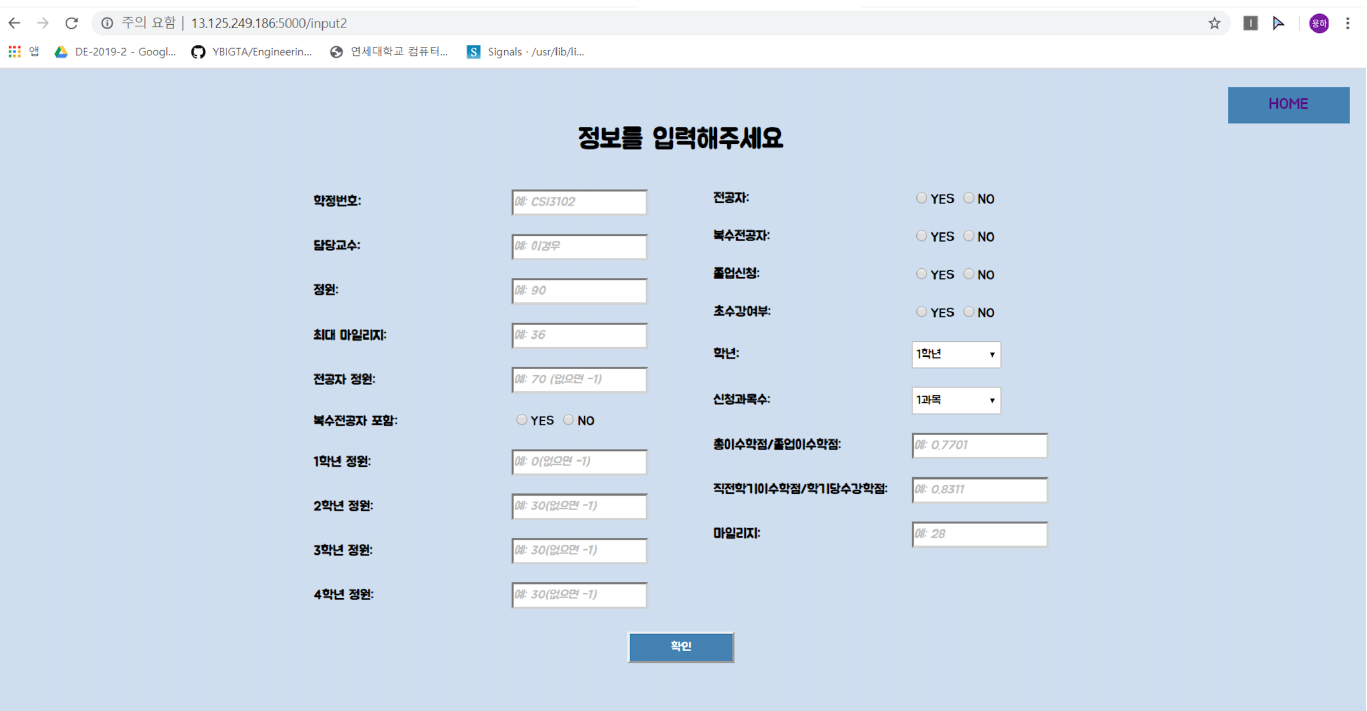 주의 요함 | 13.125.249.186:5000/input2
용하
앱 DE-2019-2 - Googl... YBIGTA/Engineerin... 연세대학교 컴퓨터... S Signals · /usr/lib/li...
HOME
정보를 입력해주세요
학정번호: 예: CSI3102
담당교수: 예: 이경우
정원: 예: 90
최대 마일리지: 예: 36
전공자 정원: 예: 70 (없으면 -1)
복수전공자 포함: YES NO
1학년 정원: 예: 0(없으면 -1)
2학년 정원: 예: 30(없으면 -1)
3학년 정원: 예: 30(없으면 -1)
4학년 정원: 예: 30(없으면 -1)
전공자: YES NO
복수전공자: YES NO
졸업신청: YES NO
초수강여부: YES NO
학년: 1학년
신청과목수: 1과목
총이수학점/졸업이수학점: 예: 0.7701
직전학기이수학점/학기당수강학점: 예: 0.8311
마일리지: 예: 28
확인